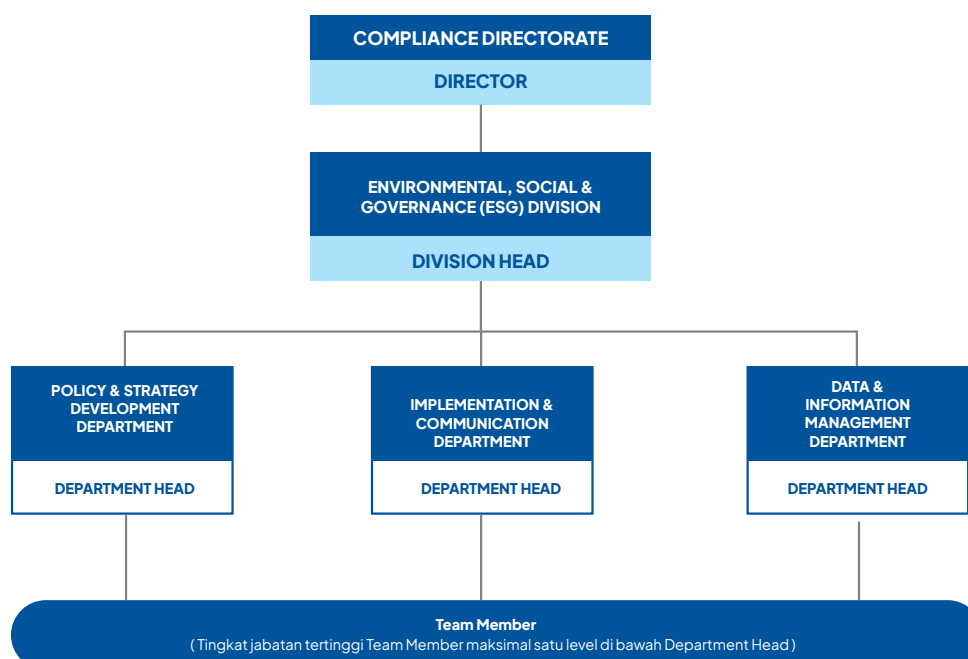 COMPLIANCE DIRECTORATE
DIRECTOR
ENVIRONMENTAL, SOCIAL &
GOVERNANCE (ESG) DIVISION
DIVISION HEAD
POLICY & STRATEGY
DEVELOPMENT
DEPARTMENT
DEPARTMENT HEAD
IMPLEMENTATION &
COMMUNICATION
DEPARTMENT
DEPARTMENT HEAD
DATA &
INFORMATION
MANAGEMENT
DEPARTMENT
DEPARTMENT HEAD
Team Member
( Tingkat jabatan tertinggi Team Member maksimal satu level di bawah Department Head )